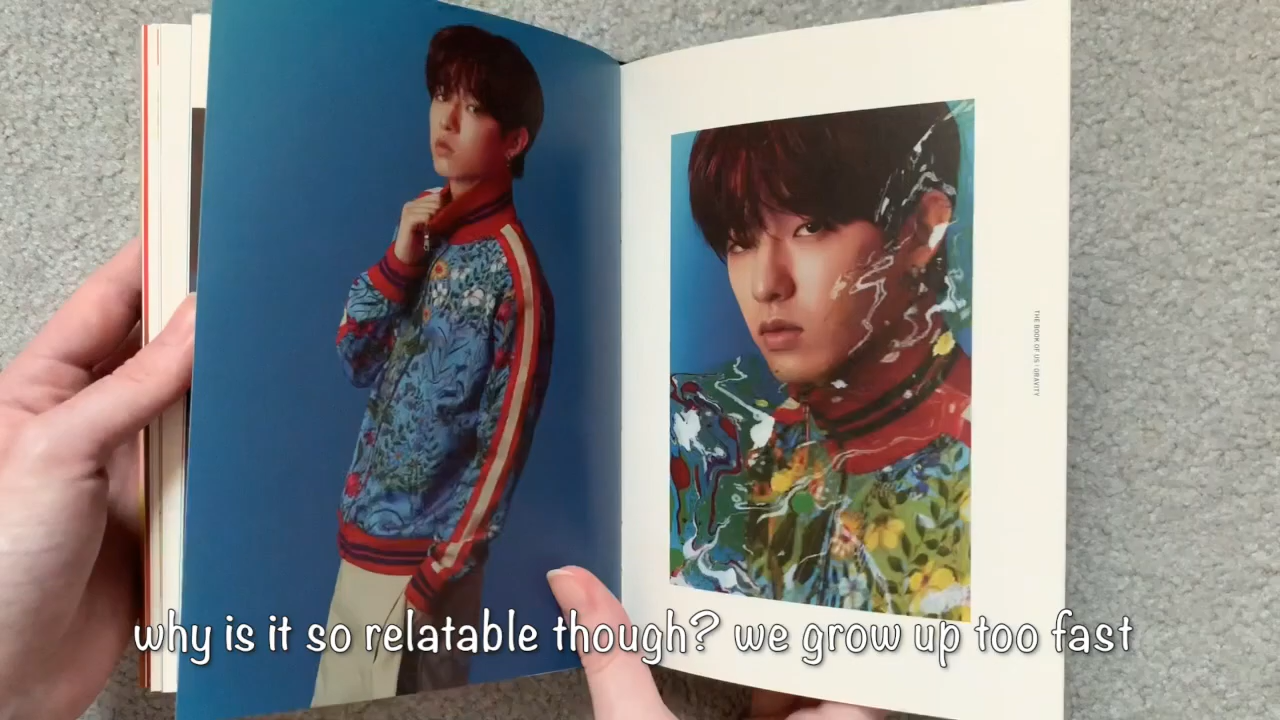 THE BOOK OF US : GRAVITY
why is it so relatable though? we grow up too fast